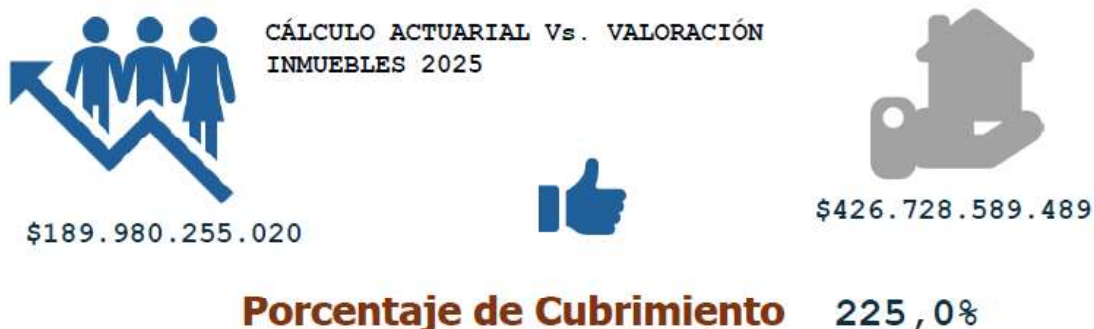 CÁLCULO ACTUARIAL Vs. VALORACIÓN
INMUEBLES 2025
$189.980.255.020
$426.728.589.489
Porcentaje de Cubrimiento 225,0%